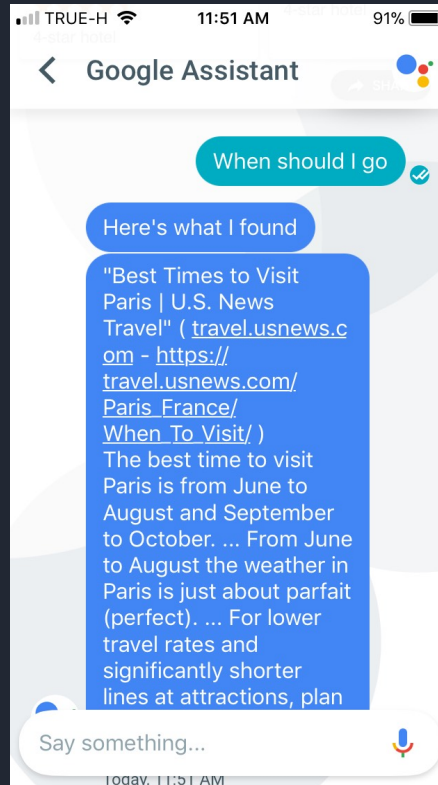 TRUE-H 11:51 AM 91%
4-star hotel
Google Assistant
When should I go
Here's what I found
"Best Times to Visit
Paris | U.S. News
Travel" ( travel.usnews.c
om - https://
travel.usnews.com/
Paris_France/
When_To_Visit/ )
The best time to visit
Paris is from June to
August and September
to October. ... From June
to August the weather in
Paris is just about parfait
(perfect). ... For lower
travel rates and
significantly shorter
lines at attractions, plan
Say something...
Today, 11:51 AM